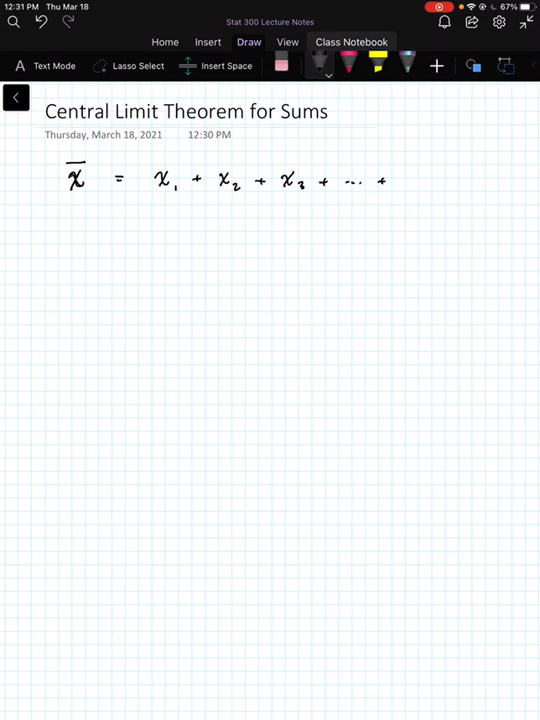 12:31 PM Thu Mar 18 67%
Stat 300 Lecture Notes
Home Insert Draw View Class Notebook
A Text Mode Lasso Select Insert Space
Central Limit Theorem for Sums
Thursday, March 18, 2021 12:30 PM
x̄ = x₁ + x₂ + x₃ + ... +